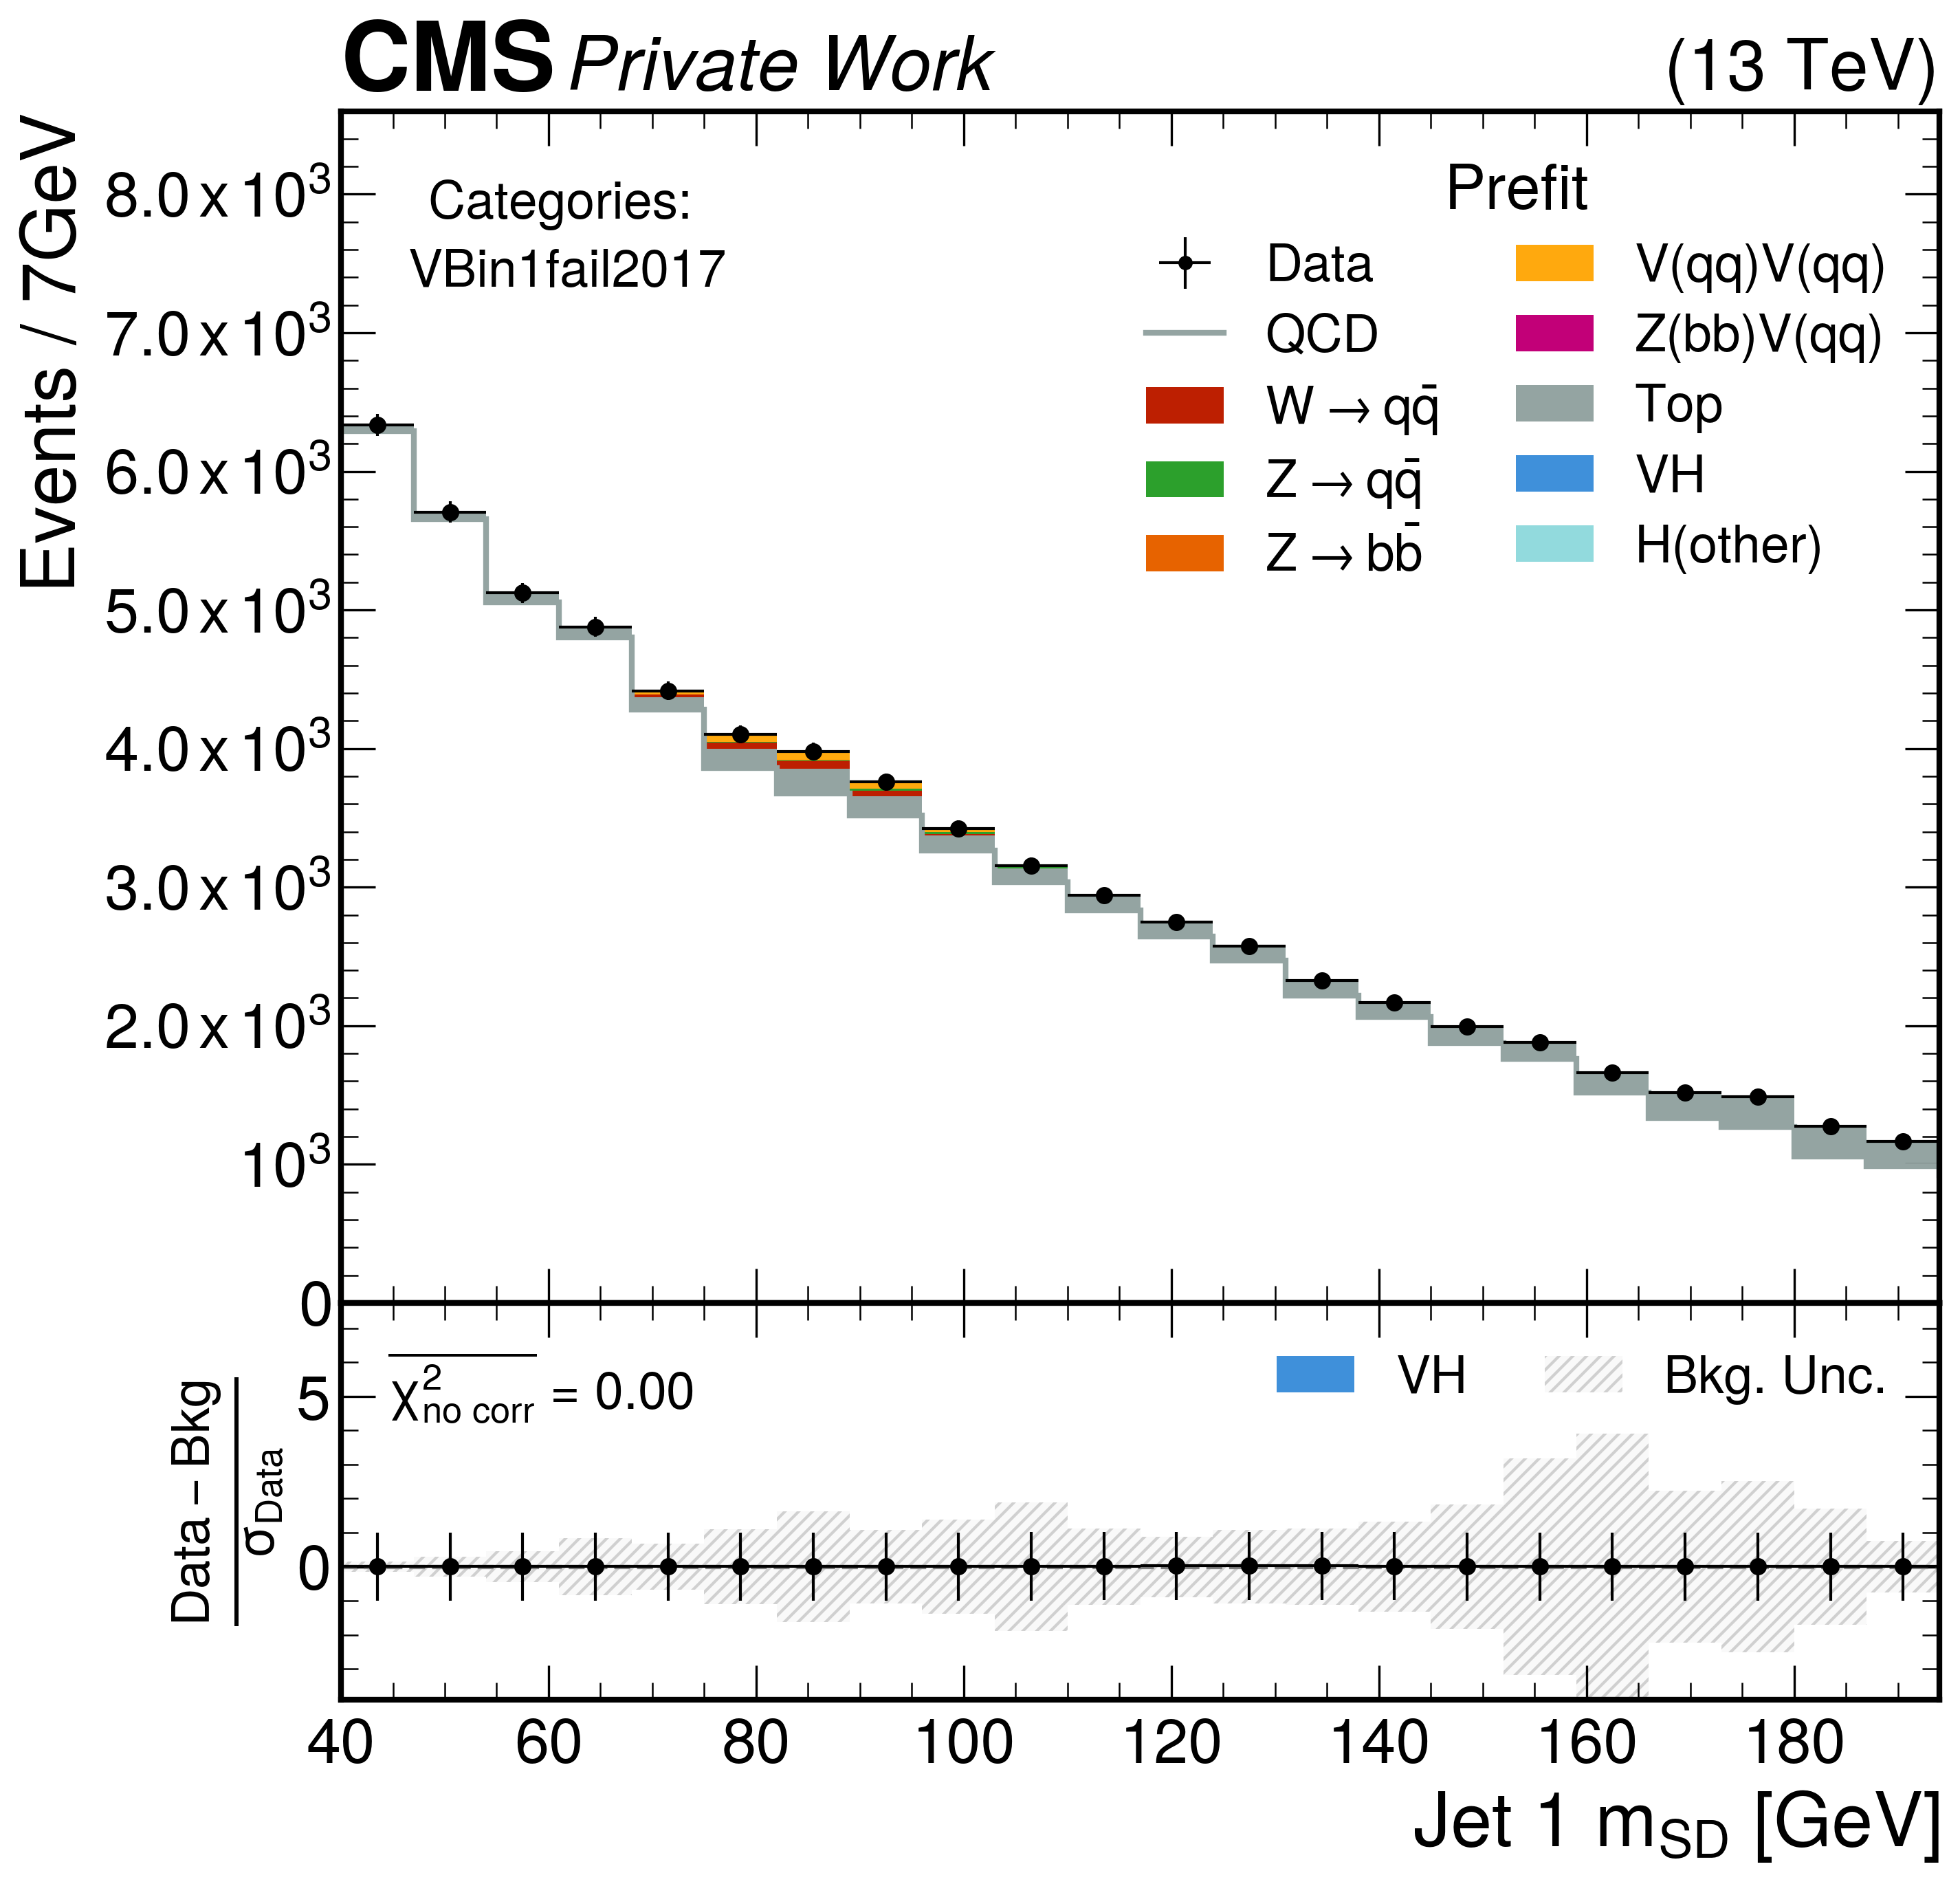 CMS Private Work (13 TeV)
Events / 7GeV
8.0 x 10³
7.0 x 10³
6.0 x 10³
5.0 x 10³
4.0 x 10³
3.0 x 10³
2.0 x 10³
10³
0
Categories:
VBin1fail2017
Prefit
Data
QCD
W → qq̄
Z → qq̄
Z → bb̄
V(qq)V(qq)
Z(bb)V(qq)
Top
VH
H(other)
Data − Bkg
σ_Data
5
0
χ²_no corr = 0.00
VH
Bkg. Unc.
40 60 80 100 120 140 160 180
Jet 1 m_SD [GeV]